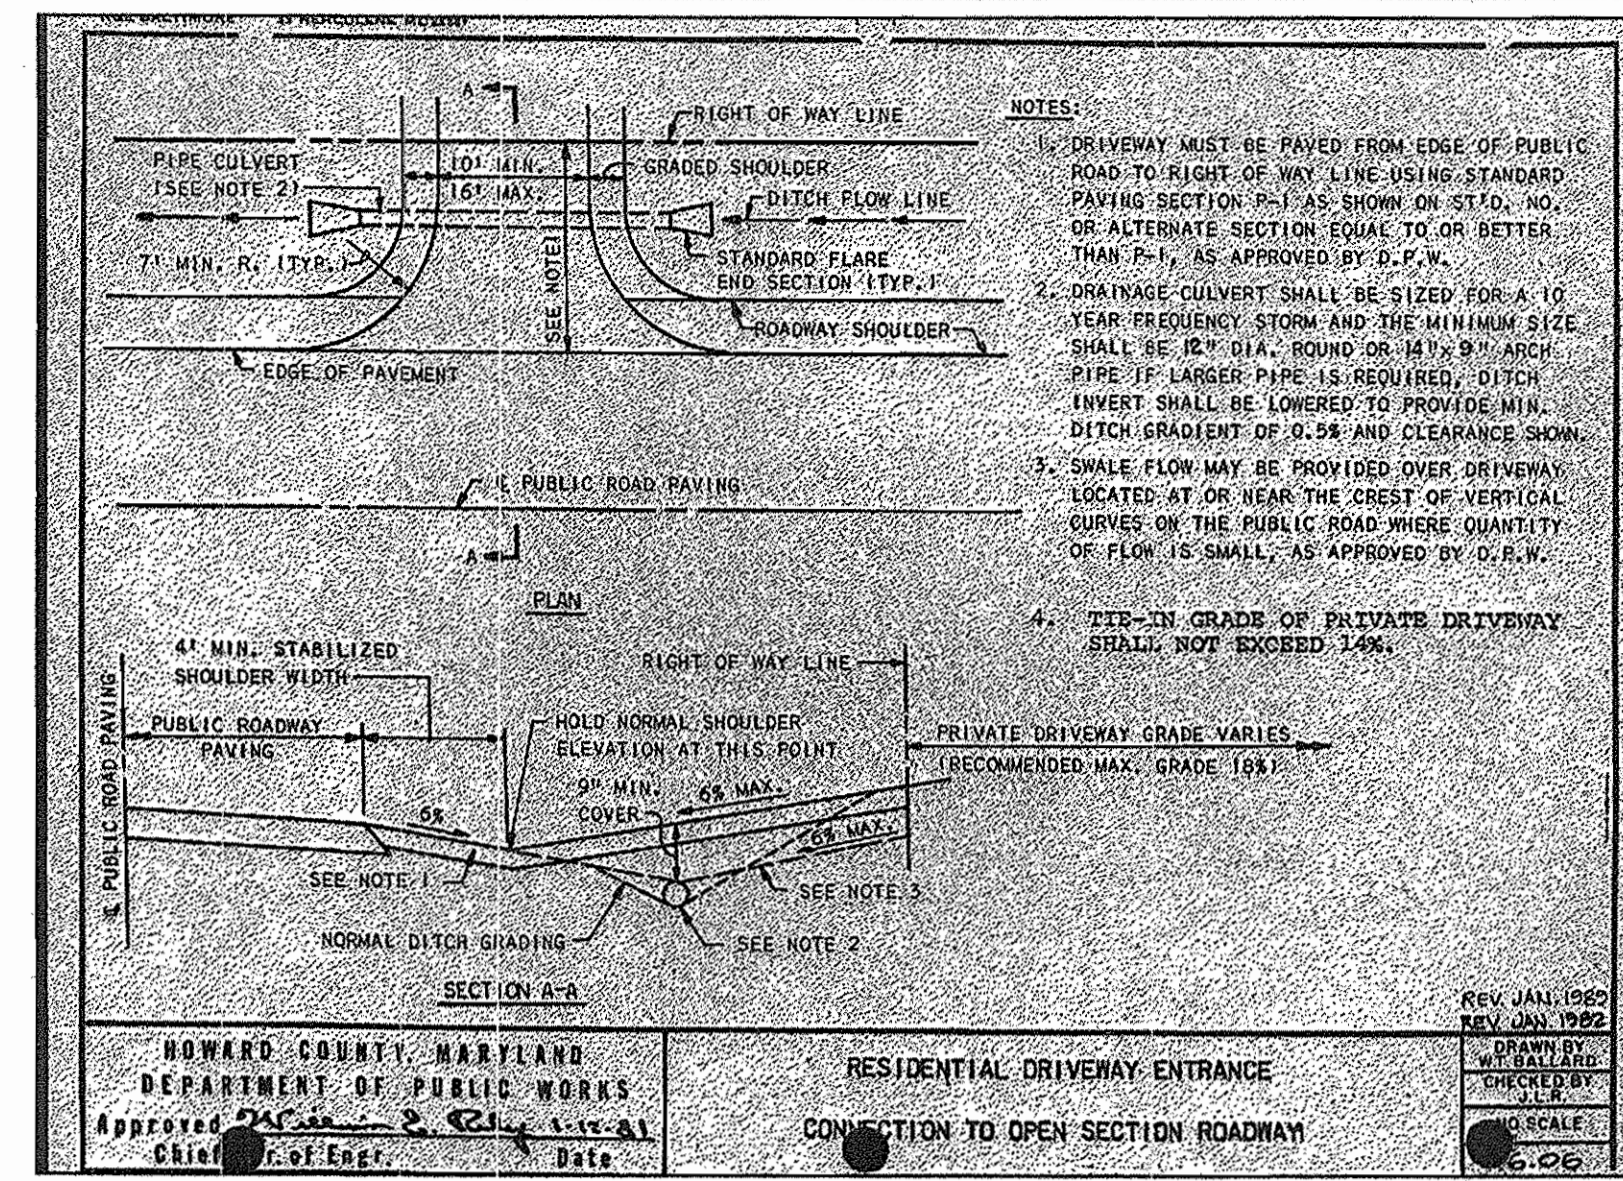 A
RIGHT OF WAY LINE
PIPE CULVERT
(SEE NOTE 2)
10' MIN.
16' MAX.
GRADED SHOULDER
DITCH FLOW LINE
7' MIN. R. (TYP.)
SEE NOTE 1
STANDARD FLARE
END SECTION (TYP.)
ROADWAY SHOULDER
EDGE OF PAVEMENT
℄ PUBLIC ROAD PAVING
A
PLAN
NOTES:
1. DRIVEWAY MUST BE PAVED FROM EDGE OF PUBLIC
ROAD TO RIGHT OF WAY LINE USING STANDARD
PAVING SECTION P-1 AS SHOWN ON ST'D. NO.
OR ALTERNATE SECTION EQUAL TO OR BETTER
THAN P-1, AS APPROVED BY D.P.W.
2. DRAINAGE CULVERT SHALL BE SIZED FOR A 10
YEAR FREQUENCY STORM AND THE MINIMUM SIZE
SHALL BE 12" DIA. ROUND OR 14"x 9" ARCH
PIPE IF LARGER PIPE IS REQUIRED, DITCH
INVERT SHALL BE LOWERED TO PROVIDE MIN.
DITCH GRADIENT OF 0.5% AND CLEARANCE SHOWN.
3. SWALE FLOW MAY BE PROVIDED OVER DRIVEWAY
LOCATED AT OR NEAR THE CREST OF VERTICAL
CURVES ON THE PUBLIC ROAD WHERE QUANTITY
OF FLOW IS SMALL, AS APPROVED BY D.P.W.
4. TIE-IN GRADE OF PRIVATE DRIVEWAY
SHALL NOT EXCEED 14%.
4' MIN. STABILIZED
SHOULDER WIDTH
RIGHT OF WAY LINE
℄ PUBLIC ROAD PAVING
PUBLIC ROADWAY
PAVING
HOLD NORMAL SHOULDER
ELEVATION AT THIS POINT
PRIVATE DRIVEWAY GRADE VARIES
(RECOMMENDED MAX. GRADE 18%)
9" MIN.
COVER
6% MAX.
6%
6% MAX.
SEE NOTE 1
SEE NOTE 3
NORMAL DITCH GRADING
SEE NOTE 2
SECTION A-A
REV. JAN. 1982
HOWARD COUNTY, MARYLAND
DEPARTMENT OF PUBLIC WORKS
Approved 1-12-81
Chief of Engr. Date
RESIDENTIAL DRIVEWAY ENTRANCE
CONNECTION TO OPEN SECTION ROADWAY
DRAWN BY
W.T. BALLARD
CHECKED BY
J.L.R.
NO SCALE
6.06